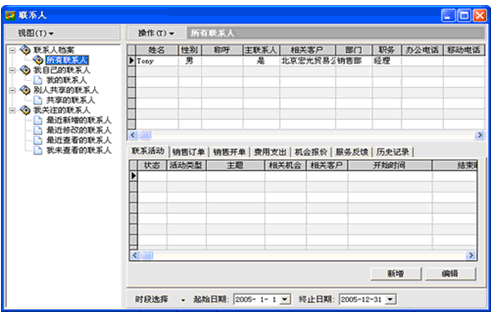 联系人
视图(T)
操作(T)
所有联系人
联系人档案
所有联系人
我自己的联系人
我的联系人
别人共享的联系人
共享的联系人
我关注的联系人
最近新增的联系人
最近修改的联系人
最近查看的联系人
我未查看的联系人
姓名 性别 称呼 主联系人 相关客户 部门 职务 办公电话 移动电话
Tony 男 是 北京宏光贸易公 销售部 经理
联系活动 销售订单 销售开单 费用支出 机会报价 服务反馈 历史记录
状态 活动类型 主题 相关机会 相关客户 开始时间 结束时
新增 编辑
时段选择 起始日期: 2005- 1- 1 终止日期: 2005-12-31